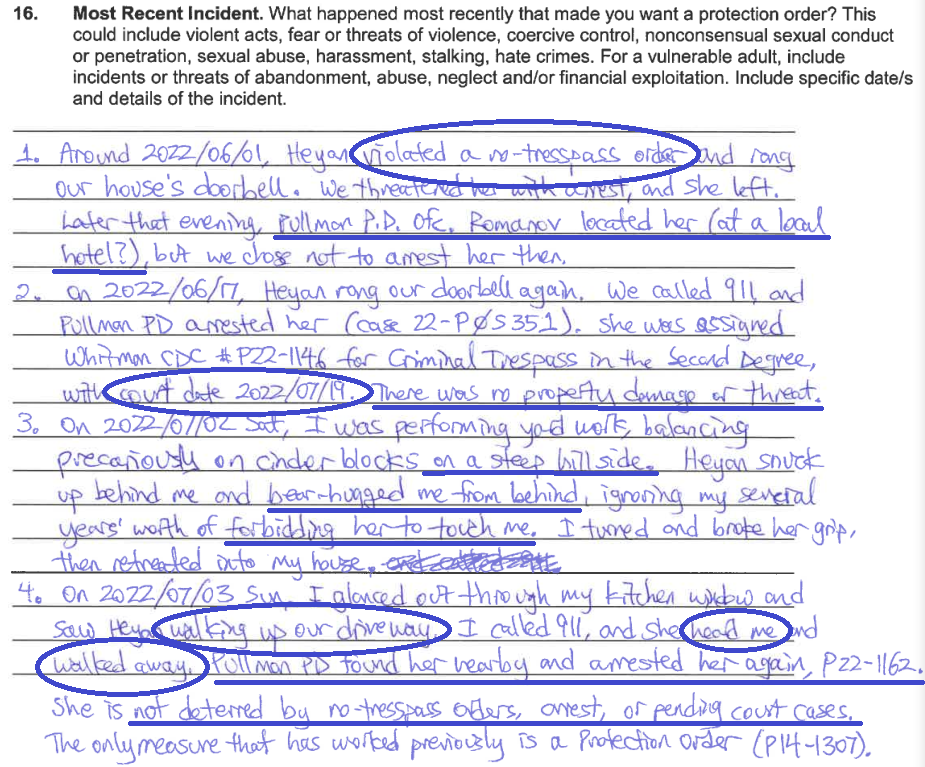 16. Most Recent Incident. What happened most recently that made you want a protection order? This
could include violent acts, fear or threats of violence, coercive control, nonconsensual sexual conduct
or penetration, sexual abuse, harassment, stalking, hate crimes. For a vulnerable adult, include
incidents or threats of abandonment, abuse, neglect and/or financial exploitation. Include specific date/s
and details of the incident.
1. Around 2022/06/01, Heyan violated a no-tresspass order and rang
our house's doorbell. We threatened her with arrest, and she left.
Later that evening, Pullman P.D. Ofc. Romanov located her (at a local
hotel?), but we chose not to arrest her then.
2. On 2022/06/17, Heyan rang our doorbell again. We called 911, and
Pullman PD arrested her (case 22-PØ5351). She was assigned
Whitman CDC #P22-1146 for Criminal Trespass in the Second Degree,
with court date 2022/07/19. There was no property damage or threat.
3. On 2022/07/02 Sat, I was performing yard work, balancing
precariously on cinder blocks on a steep hillside. Heyan snuck
up behind me and bear-hugged me from behind, ignoring my several
years' worth of forbidding her to touch me. I turned and broke her grip,
then retreated into my house.
4. On 2022/07/03 Sun, I glanced out through my kitchen window and
saw Heyan walking up our driveway. I called 911, and she heard me and
walked away. Pullman PD found her nearby and arrested her again, P22-1162.
She is not deterred by no-tresspass orders, arrest, or pending court cases.
The only measure that has worked previously is a Protection Order (P14-1307).